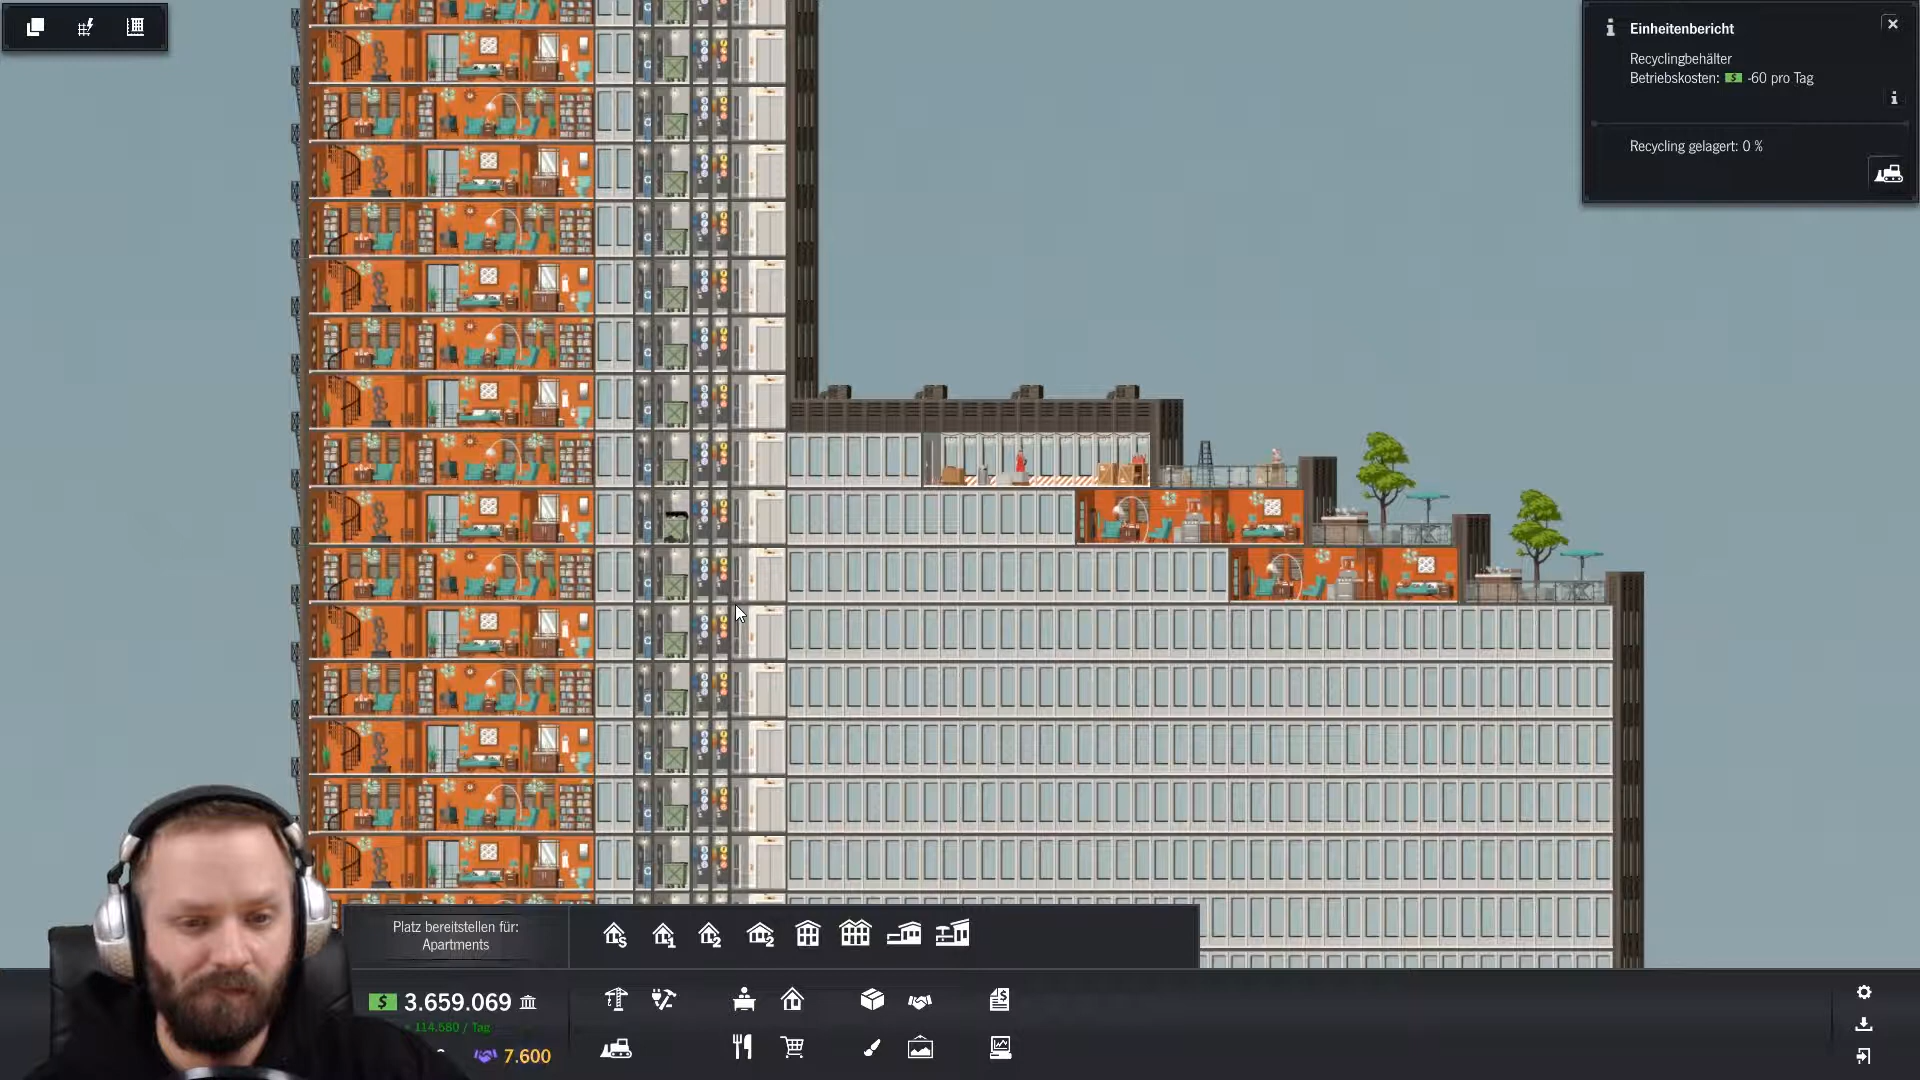 Einheitenbericht
Recyclingbehälter
Betriebskosten: $ -60 pro Tag
Recycling gelagert: 0 %
Platz bereitstellen für:
Apartments
$ 3.659.069
114.580 / Tag
7.600